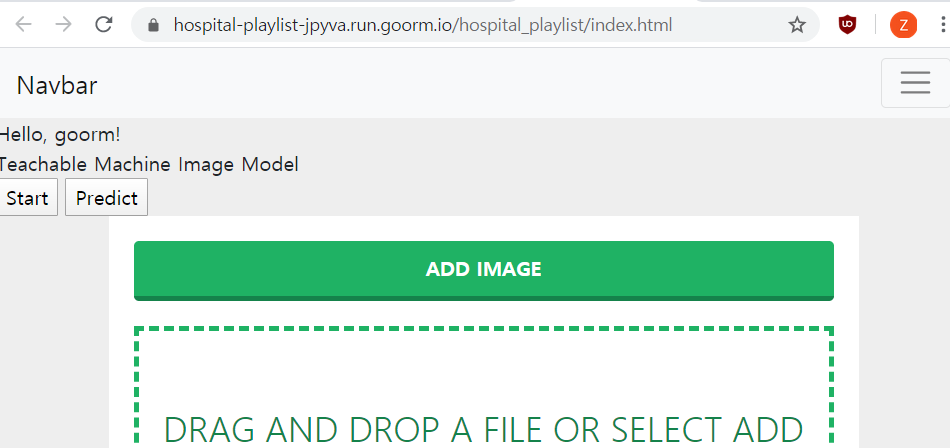 hospital-playlist-jpyva.run.goorm.io/hospital_playlist/index.html
Z
Navbar
Hello, goorm!
Teachable Machine Image Model
Start Predict
ADD IMAGE
DRAG AND DROP A FILE OR SELECT ADD